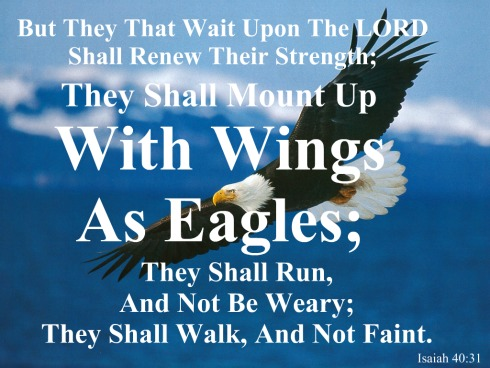 But They That Wait Upon The LORD
Shall Renew Their Strength;
They Shall Mount Up
With Wings
As Eagles;
They Shall Run,
And Not Be Weary;
They Shall Walk, And Not Faint.
Isaiah 40:31